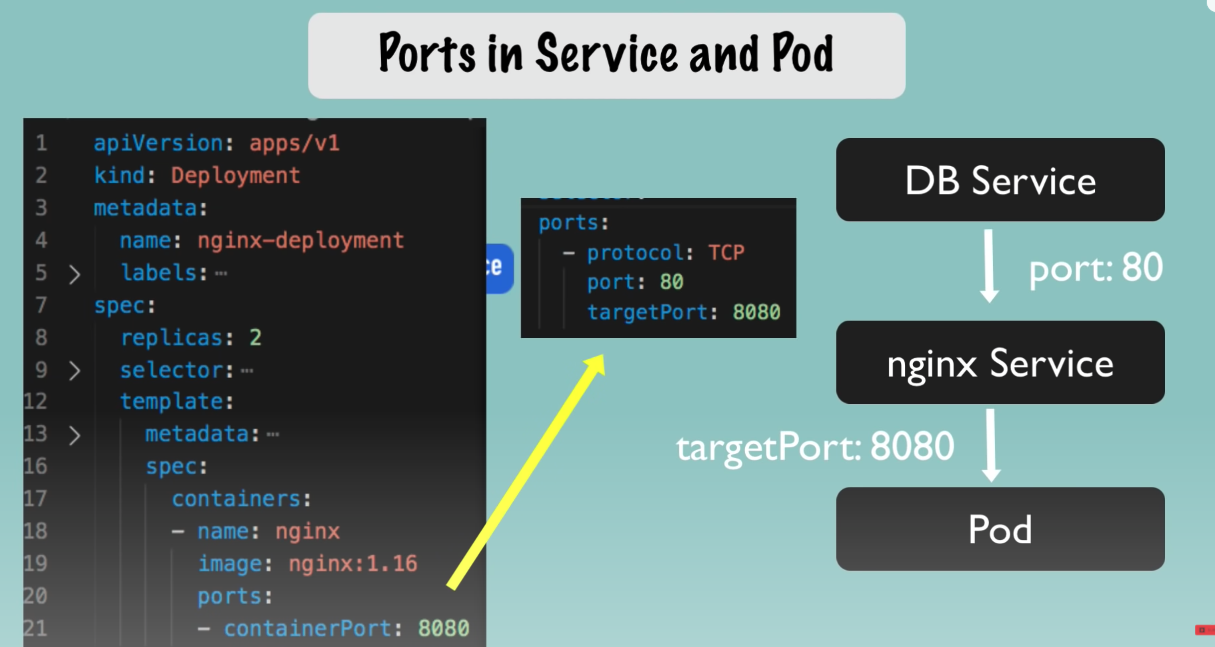 Ports in Service and Pod
1 apiVersion: apps/v1
2 kind: Deployment
3 metadata:
4 name: nginx-deployment
5 > labels: ⋯
7 spec:
8 replicas: 2
9 > selector: ⋯
12 template:
13 > metadata: ⋯
16 spec:
17 containers:
18 - name: nginx
19 image: nginx:1.16
20 ports:
21 - containerPort: 8080
ports:
- protocol: TCP
port: 80
targetPort: 8080
DB Service
port: 80
nginx Service
targetPort: 8080
Pod